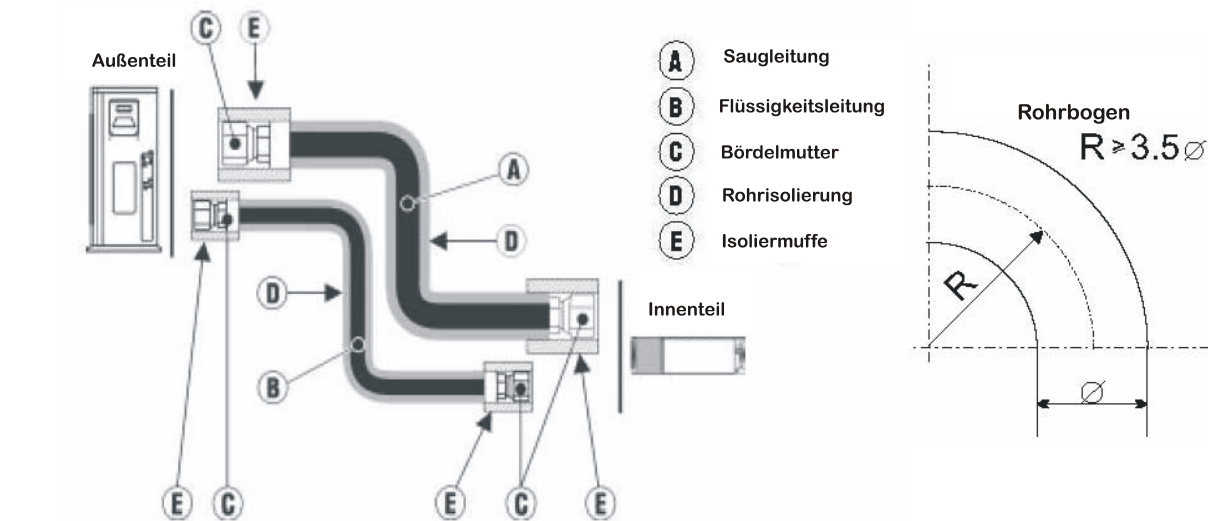 C E
Außenteil
A Saugleitung
B Flüssigkeitsleitung
C Bördelmutter
D Rohrisolierung
E Isoliermuffe
Rohrbogen
R ≥ 3.5 ∅
A
D
D
R
Innenteil
B
∅
E C E C E